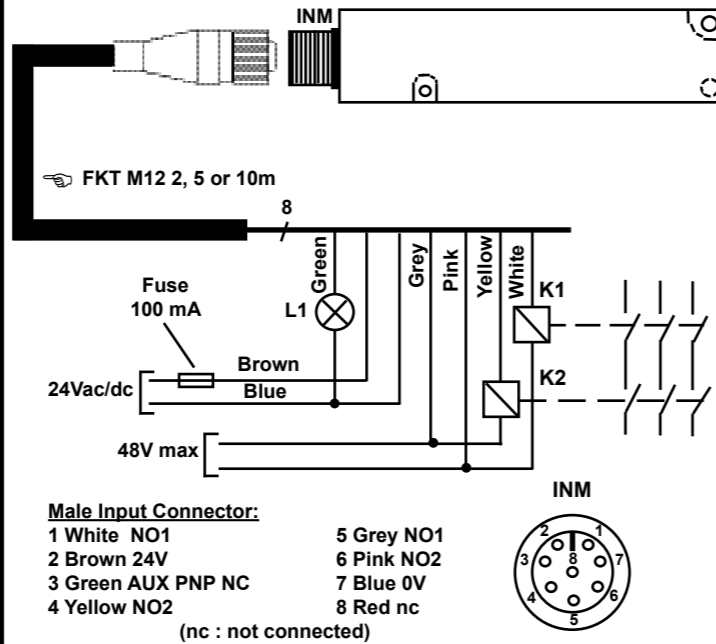 INM
FKT M12 2, 5 or 10m
8
Green
Grey
Pink
Yellow
White
K1
Fuse
100 mA
L1
Brown
24Vac/dc
Blue
K2
48V max
INM
Male Input Connector:
1 White NO1
2 Brown 24V
3 Green AUX PNP NC
4 Yellow NO2
5 Grey NO1
6 Pink NO2
7 Blue 0V
8 Red nc
(nc : not connected)
2
1
3
8
7
4
6
5